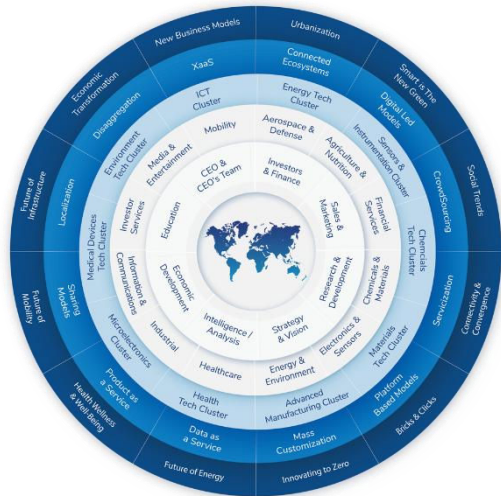 Urbanization
Smart is The
New Green
Social Trends
Connectivity &
Convergence
Bricks & Clicks
Innovating to Zero
Future of Energy
Health Wellness
& Well Being
Future of
Mobility
Future of
Infrastructure
Economic
Transformation
New Business Models
Connected
Ecosystems
Digital Led
Models
CrowdSourcing
Servicization
Platform
Based Models
Mass
Customization
Data as
a Service
Product as
a Service
Sharing
Models
Localization
Disaggregation
XaaS
Energy Tech
Cluster
Sensors &
Instrumentation Cluster
Chemcials
Tech Cluster
Materials
Tech Cluster
Advanced
Manufacturing Cluster
Health
Tech Cluster
Microelectronics
Cluster
Medical Devices
Tech Cluster
Environment
Tech Cluster
ICT
Cluster
Aerospace &
Defense
Agriculture &
Nutrition
Financial
Services
Chemicals &
Materials
Electronics &
Sensors
Energy &
Environment
Healthcare
Industrial
Information &
Communications
Investor
Services
Media &
Entertainment
Mobility
Investors
& Finance
Sales &
Marketing
Research &
Development
Strategy
& Vision
Intelligence /
Analysis
Economic
Development
Education
CEO &
CEO's Team